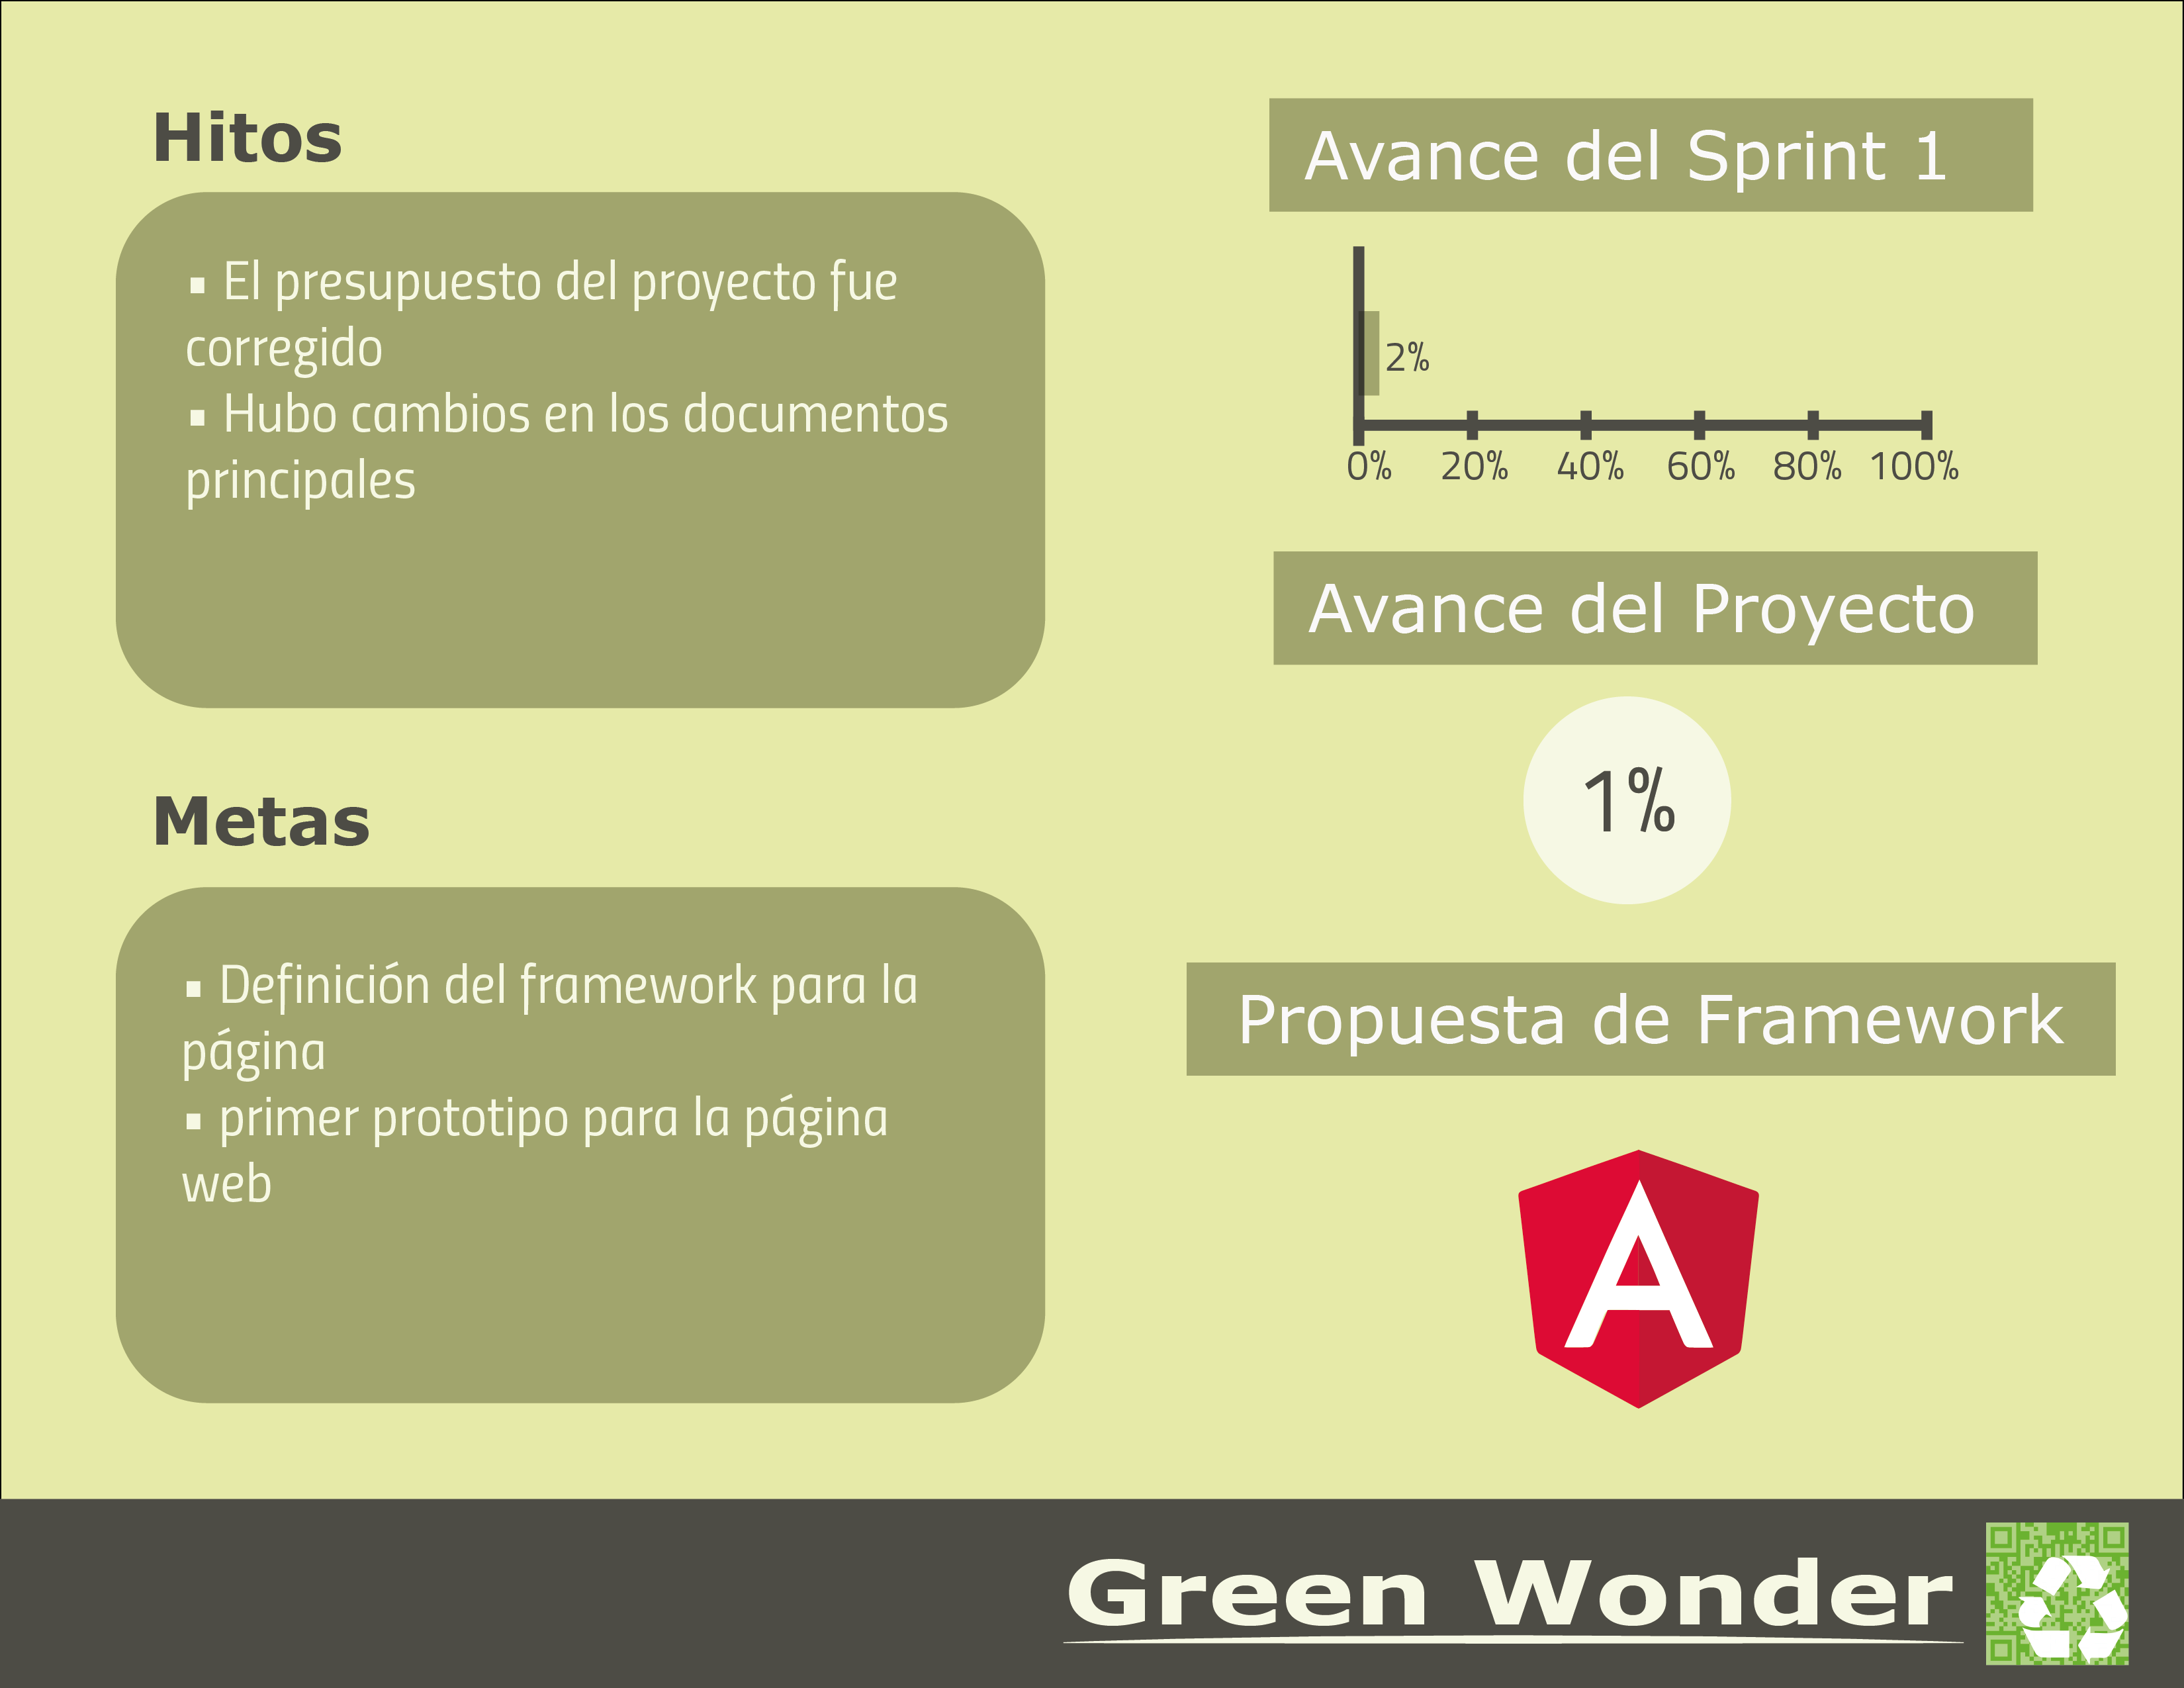 Hitos
▪ El presupuesto del proyecto fue
corregido
▪ Hubo cambios en los documentos
principales
Metas
▪ Definición del framework para la
página
▪ primer prototipo para la página
web
Avance del Sprint 1
2%
0% 20% 40% 60% 80% 100%
Avance del Proyecto
1%
Propuesta de Framework
A
Green Wonder